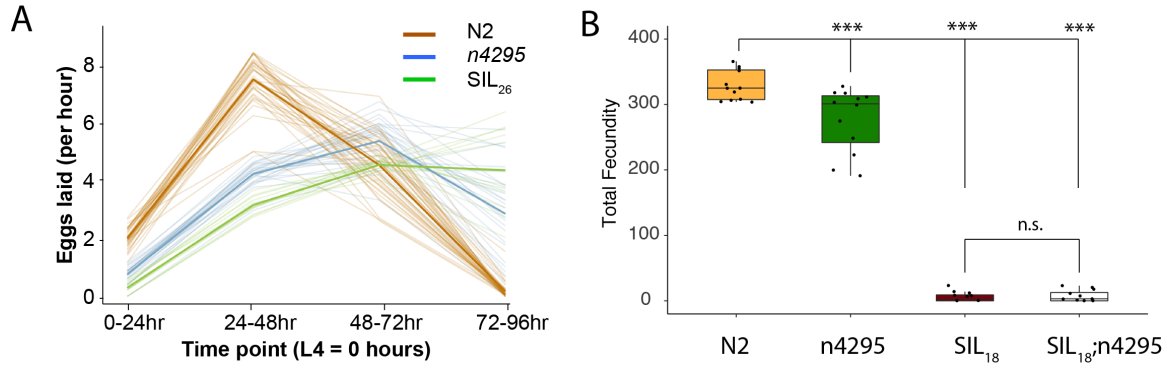 A
Eggs laid (per hour)
8
6
4
2
0
0-24hr 24-48hr 48-72hr 72-96hr
Time point (L4 = 0 hours)
N2
n4295
SIL26
B
Total Fecundity
400
300
200
100
0
*** *** ***
n.s.
N2 n4295 SIL18 SIL18;n4295